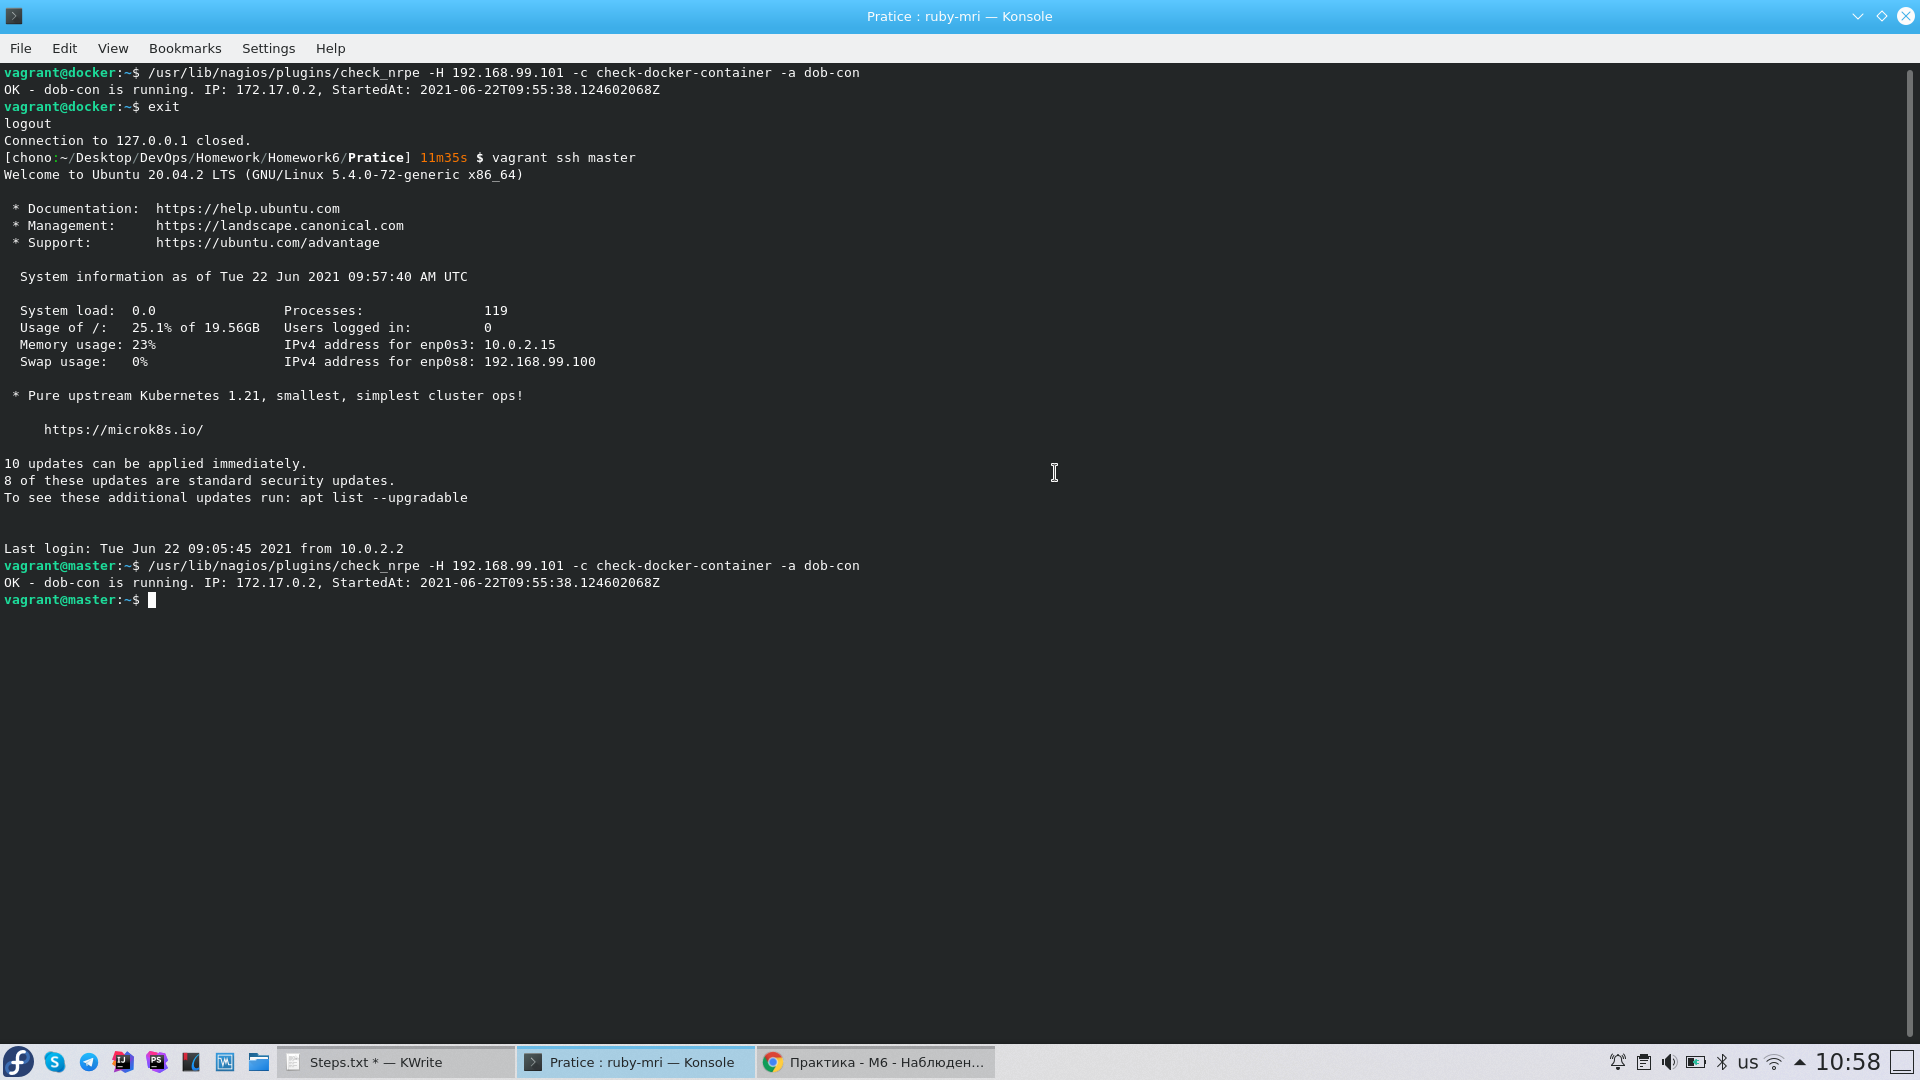 Pratice : ruby-mri — Konsole
File Edit View Bookmarks Settings Help
vagrant@docker:~$ /usr/lib/nagios/plugins/check_nrpe -H 192.168.99.101 -c check-docker-container -a dob-con
OK - dob-con is running. IP: 172.17.0.2, StartedAt: 2021-06-22T09:55:38.124602068Z
vagrant@docker:~$ exit
logout
Connection to 127.0.0.1 closed.
[chono:~/Desktop/DevOps/Homework/Homework6/Pratice] 11m35s $ vagrant ssh master
Welcome to Ubuntu 20.04.2 LTS (GNU/Linux 5.4.0-72-generic x86_64)
* Documentation:  https://help.ubuntu.com
* Management:     https://landscape.canonical.com
* Support:        https://ubuntu.com/advantage
System information as of Tue 22 Jun 2021 09:57:40 AM UTC
System load:  0.0                Processes:               119
Usage of /:   25.1% of 19.56GB   Users logged in:         0
Memory usage: 23%                IPv4 address for enp0s3: 10.0.2.15
Swap usage:   0%                 IPv4 address for enp0s8: 192.168.99.100
* Pure upstream Kubernetes 1.21, smallest, simplest cluster ops!
https://microk8s.io/
10 updates can be applied immediately.
8 of these updates are standard security updates.
To see these additional updates run: apt list --upgradable
Last login: Tue Jun 22 09:05:45 2021 from 10.0.2.2
vagrant@master:~$ /usr/lib/nagios/plugins/check_nrpe -H 192.168.99.101 -c check-docker-container -a dob-con
OK - dob-con is running. IP: 172.17.0.2, StartedAt: 2021-06-22T09:55:38.124602068Z
vagrant@master:~$
Steps.txt * — KWrite
Pratice : ruby-mri — Konsole
Практика - М6 - Наблюден...
us
10:58